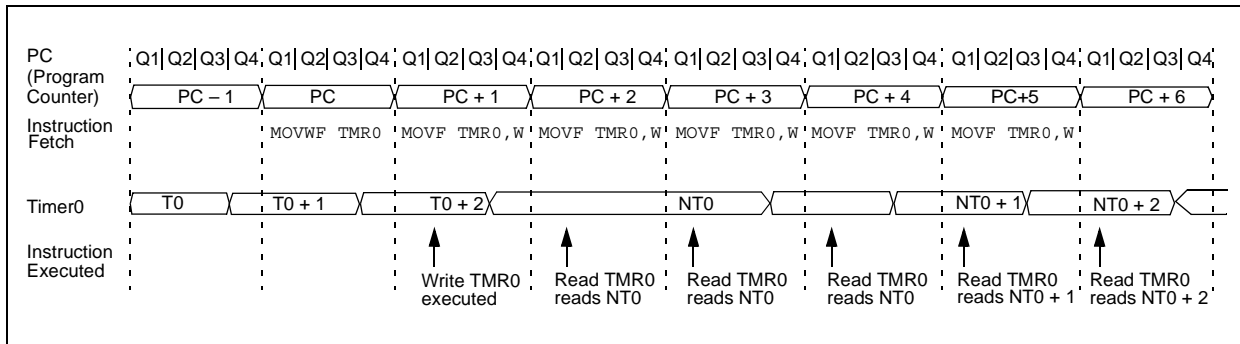 PC
(Program
Counter)
Q1 Q2 Q3 Q4 Q1 Q2 Q3 Q4 Q1 Q2 Q3 Q4 Q1 Q2 Q3 Q4 Q1 Q2 Q3 Q4 Q1 Q2 Q3 Q4 Q1 Q2 Q3 Q4 Q1 Q2 Q3 Q4
PC – 1 PC PC + 1 PC + 2 PC + 3 PC + 4 PC+5 PC + 6
Instruction
Fetch
MOVWF TMR0 MOVF TMR0,W MOVF TMR0,W MOVF TMR0,W MOVF TMR0,W MOVF TMR0,W
Timer0
T0 T0 + 1 T0 + 2 NT0 NT0 + 1 NT0 + 2
Instruction
Executed
Write TMR0
executed
Read TMR0
reads NT0
Read TMR0
reads NT0
Read TMR0
reads NT0
Read TMR0
reads NT0 + 1
Read TMR0
reads NT0 + 2